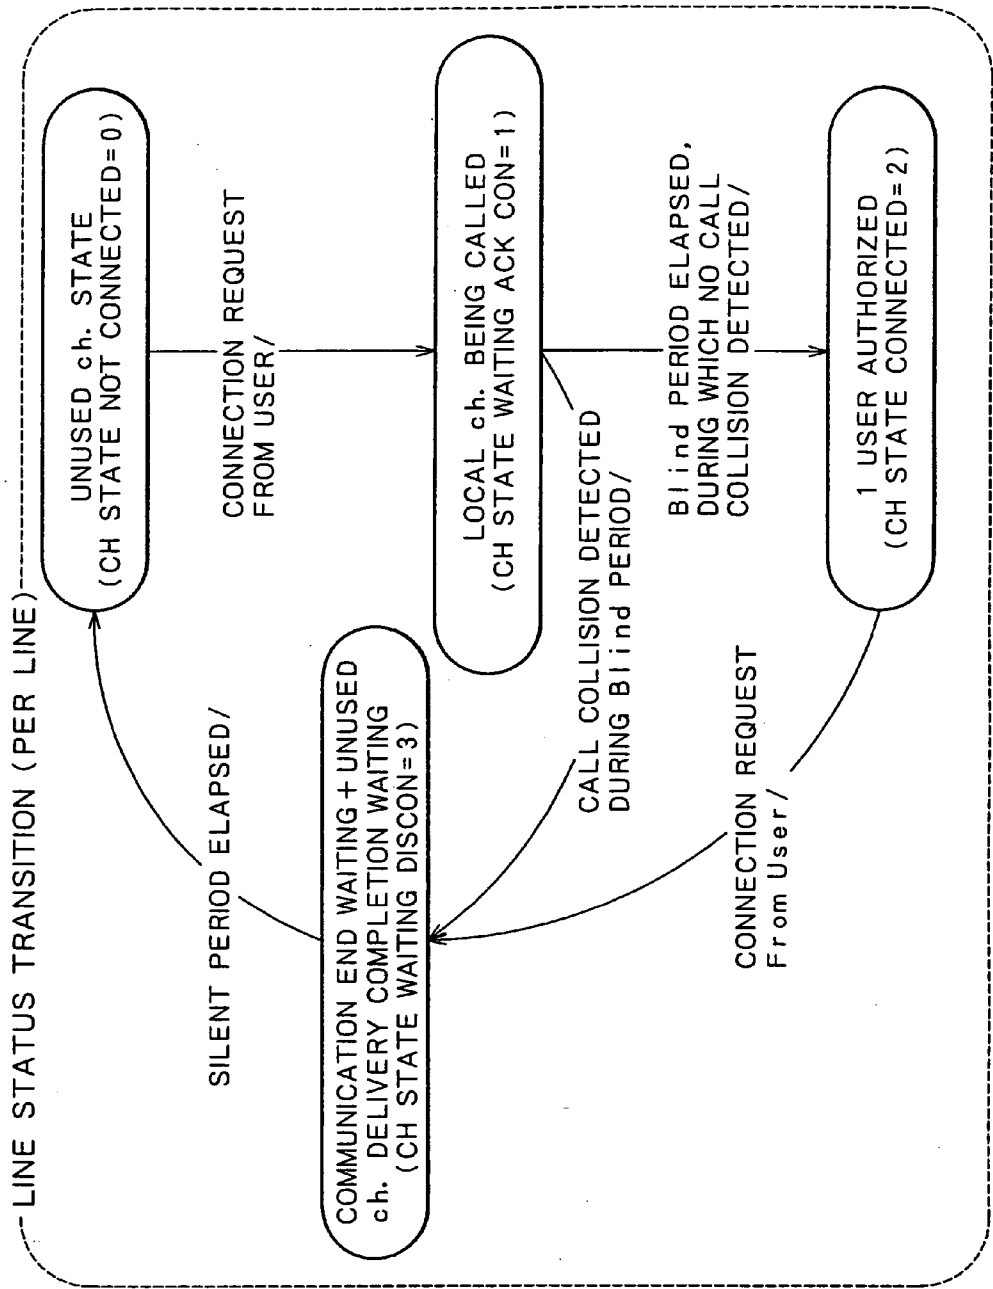 LINE STATUS TRANSITION (PER LINE)
UNUSED ch. STATE
(CH STATE NOT CONNECTED=0)
SILENT PERIOD ELAPSED/
CONNECTION REQUEST
FROM USER/
COMMUNICATION END WAITING+UNUSED
ch. DELIVERY COMPLETION WAITING
(CH STATE WAITING DISCON=3)
LOCAL ch. BEING CALLED
(CH STATE WAITING ACK CON=1)
CALL COLLISION DETECTED
DURING Blind PERIOD/
Blind PERIOD ELAPSED,
DURING WHICH NO CALL
COLLISION DETECTED/
CONNECTION REQUEST
From User/
1 USER AUTHORIZED
(CH STATE CONNECTED=2)